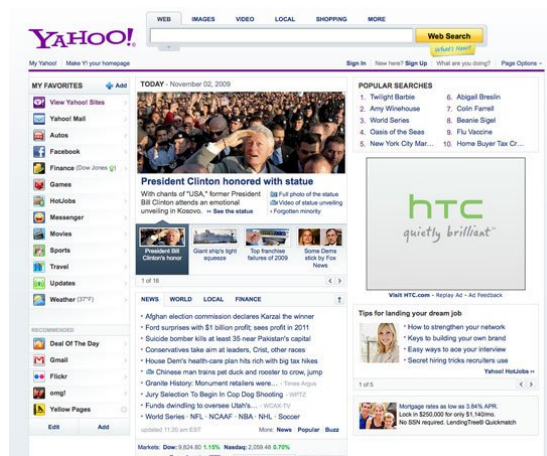 WEB IMAGES VIDEO LOCAL SHOPPING MORE
YAHOO!
Web Search
What's New?
My Yahoo! Make Y! your homepage
Sign In New here? Sign Up What are you doing? Page Options
MY FAVORITES Add
View Yahoo! Sites
Yahoo! Mail
Autos
Facebook
Finance (Dow Jones)
Games
HotJobs
Messenger
Movies
Sports
Travel
Updates
Weather (37°F)
RECOMMENDED
Deal Of The Day
Gmail
Flickr
omg!
Yellow Pages
Edit Add
TODAY - November 02, 2009
President Clinton honored with statue
With chants of "USA," former President
Bill Clinton attends an emotional
unveiling in Kosovo. » See the statue
Full photo of the statue
Video of statue unveiling
• Forgotten minority
President Bill
Clinton's honor
Giant ship's tight
squeeze
Top franchise
failures of 2009
Some Dems
stick by Fox
News
1 of 16
NEWS WORLD LOCAL FINANCE
• Afghan election commission declares Karzai the winner
• Ford surprises with $1 billion profit; sees profit in 2011
• Suicide bomber kills at least 35 near Pakistan's capital
• Conservatives take aim at leaders, Crist, other races
• House Dem's health-care plan hits rich with big tax hikes
• Chinese man trains pet duck and rooster to crow, jump
• Granite History: Monument retailers were... - Times Argus
• Jury Selection To Begin In Cop Dog Shooting - WPTZ
• Funds dwindling to oversee Utah's... - WCAX-TV
• World Series · NFL · NCAAF · NBA · NHL · Soccer
updated 11:20 am EST More: News Popular Buzz
Markets: Dow: 9,824.80 1.15% Nasdaq: 2,059.46 0.70%
POPULAR SEARCHES
1. Twilight Barbie
2. Amy Winehouse
3. World Series
4. Oasis of the Seas
5. New York City Mar...
6. Abigail Breslin
7. Colin Farrell
8. Beanie Sigel
9. Flu Vaccine
10. Home Buyer Tax Cr...
hTC
quietly brilliant™
Visit HTC.com - Replay Ad - Ad Feedback
Tips for landing your dream job
• How to strengthen your network
• Keys to building your own brand
• Easy ways to ace your interview
• Secret hiring tricks recruiters use
Yahoo! HotJobs »
1 of 5
Mortgage rates as low as 3.84% APR.
Lock in $250,000 for only $1,140/mo.
No SSN required. LendingTree® Quickmatch